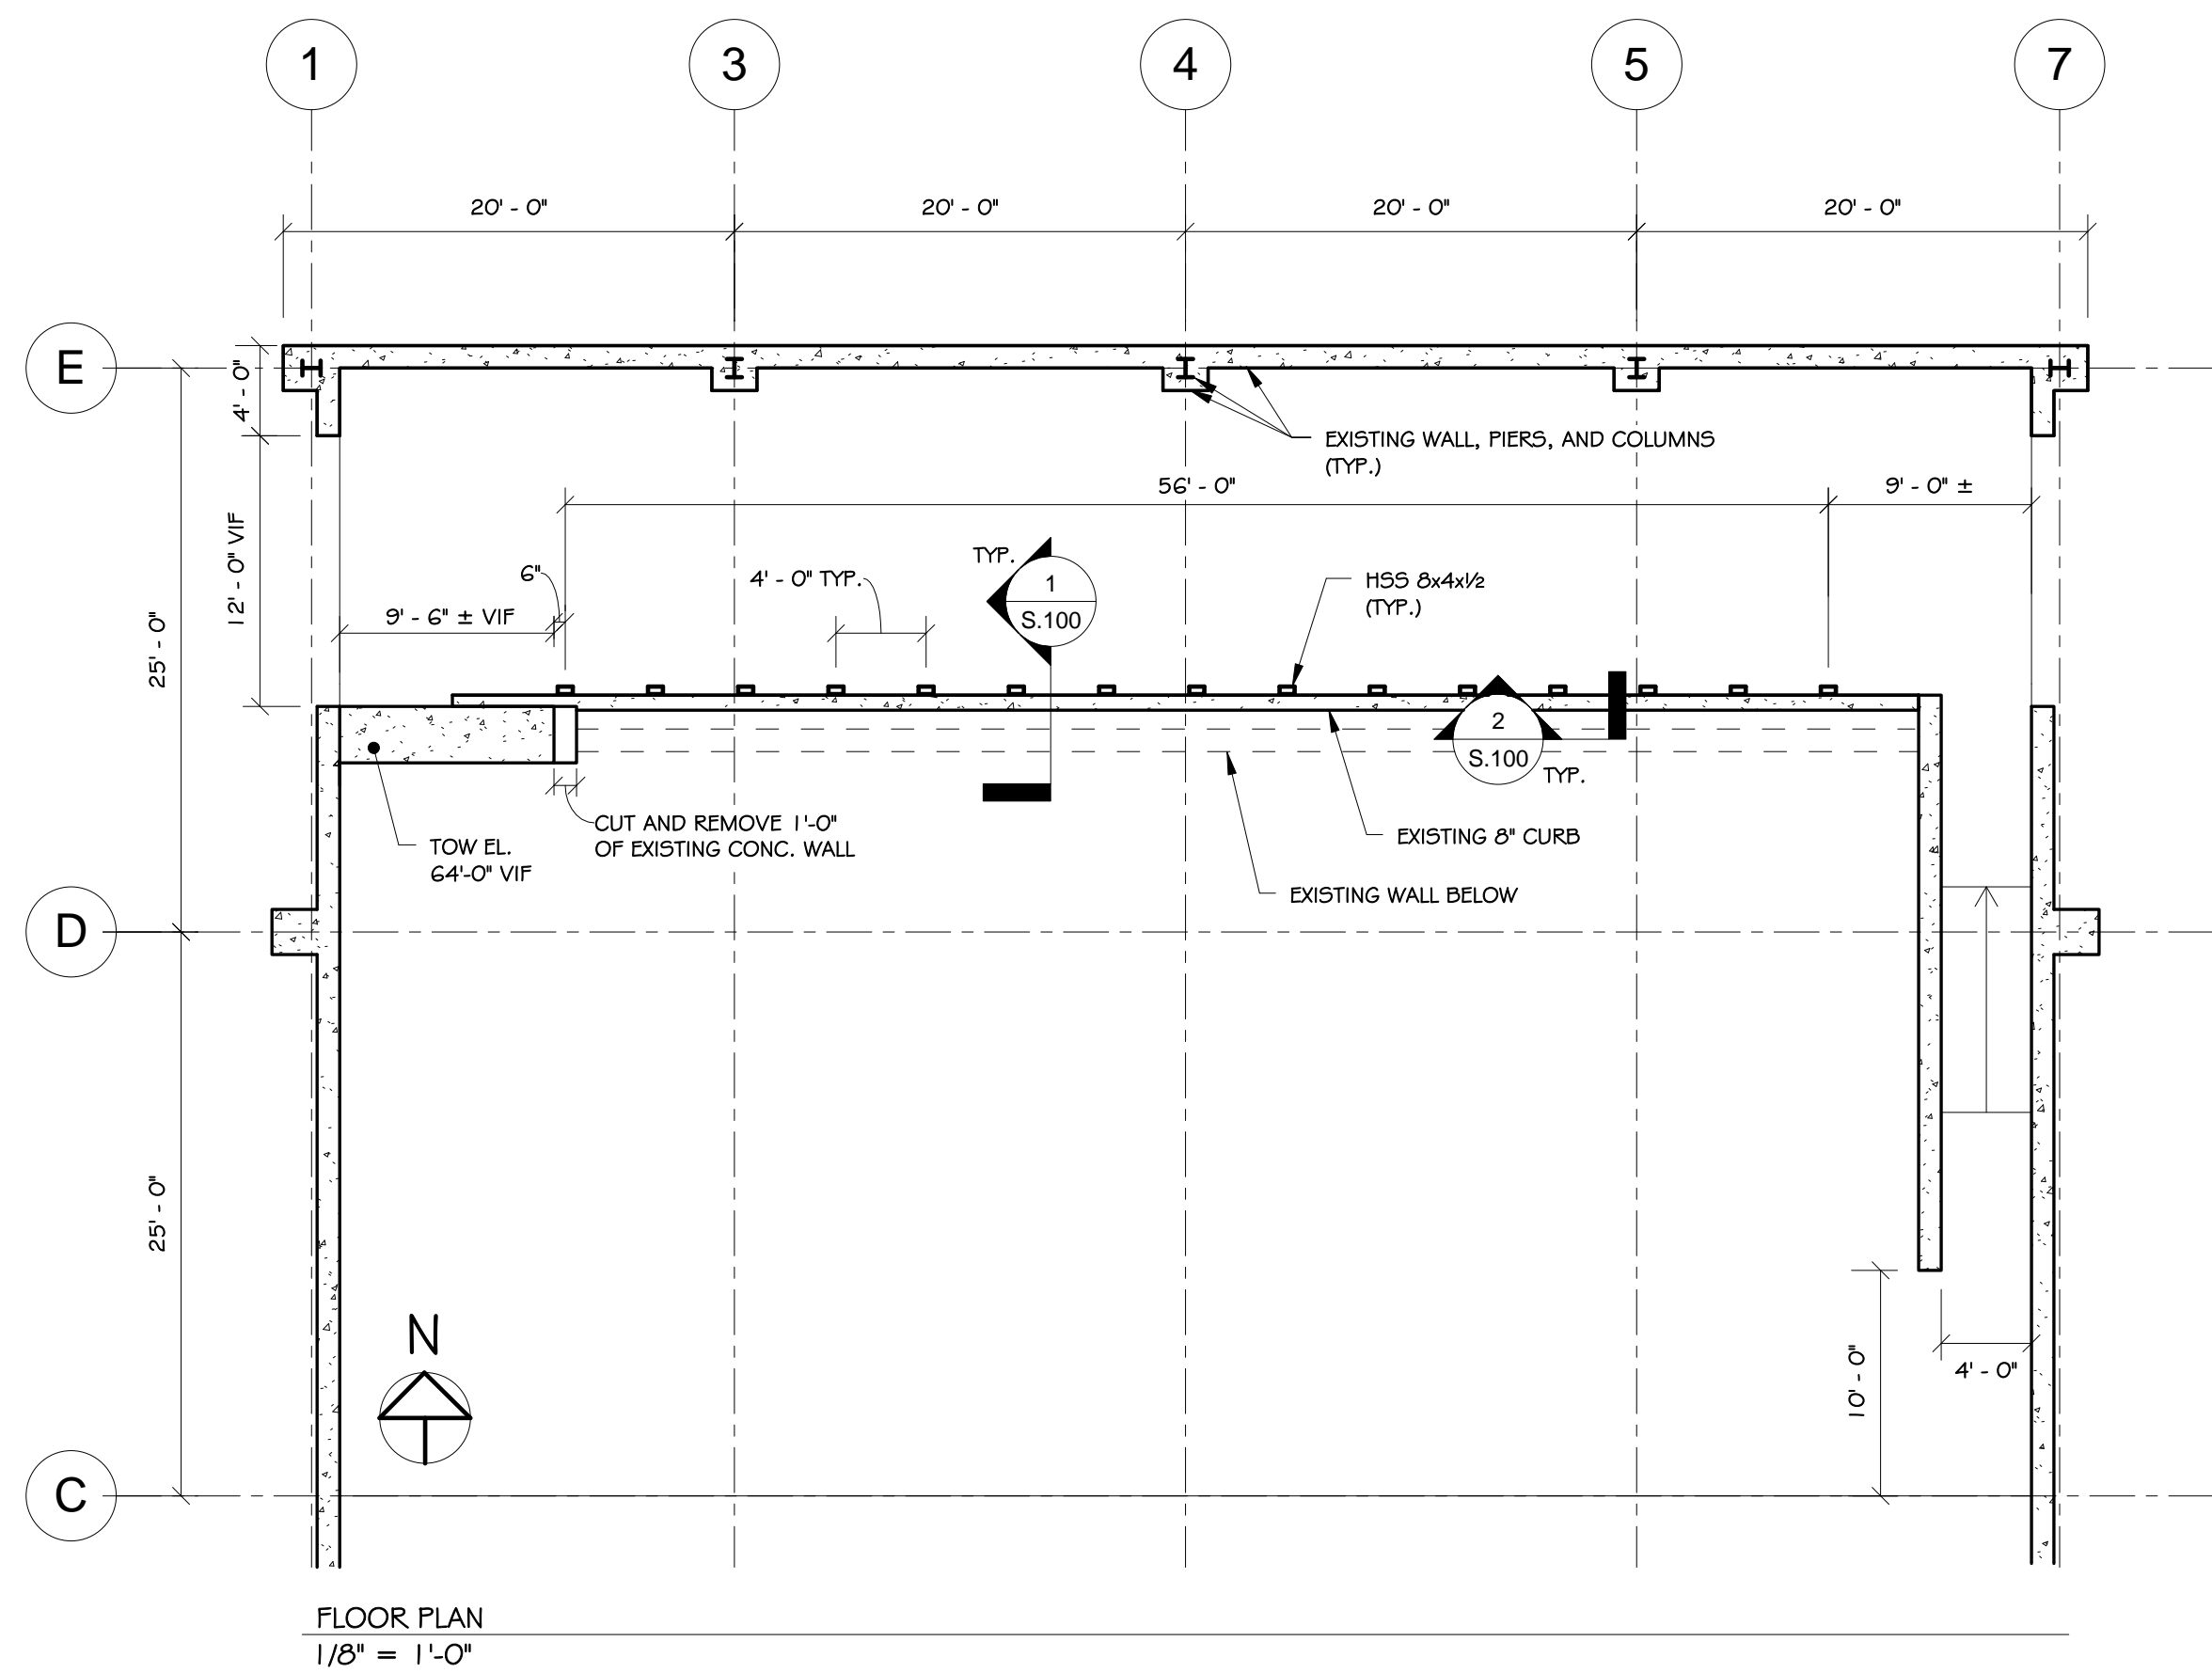 1 3 4 5 7
20' - 0" 20' - 0" 20' - 0" 20' - 0"
E
4' - 0"
EXISTING WALL, PIERS, AND COLUMNS
(TYP.)
56' - 0" 9' - 0" ±
12' - 0" VIF
25' - 0"
TYP.
6"
4' - 0" TYP.
1
S.100
HSS 8x4x1/2
(TYP.)
9' - 6" ± VIF
2
S.100
TYP.
CUT AND REMOVE 1'-0"
OF EXISTING CONC. WALL
TOW EL.
64'-0" VIF
EXISTING 8" CURB
EXISTING WALL BELOW
D
25' - 0"
N
10' - 0"
4' - 0"
C
FLOOR PLAN
1/8" = 1'-0"